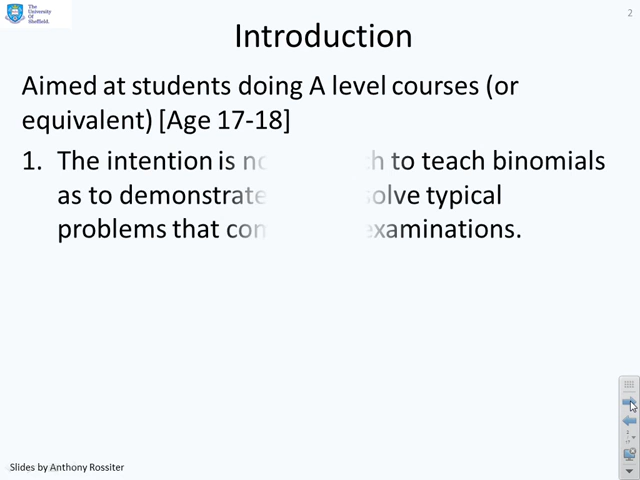 The
University
Of
Sheffield.
2
Introduction
Aimed at students doing A level courses (or
equivalent) [Age 17-18]
1. The intention is to teach binomials
as to demonstrate solve typical
problems that examinations.
Slides by Anthony Rossiter